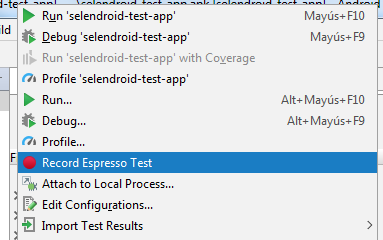 Run 'selendroid-test-app' Mayús+F10
Debug 'selendroid-test-app' Mayús+F9
Run 'selendroid-test-app' with Coverage
Profile 'selendroid-test-app'
Run... Alt+Mayús+F10
Debug... Alt+Mayús+F9
Profile...
Record Espresso Test
Attach to Local Process...
Edit Configurations...
Import Test Results